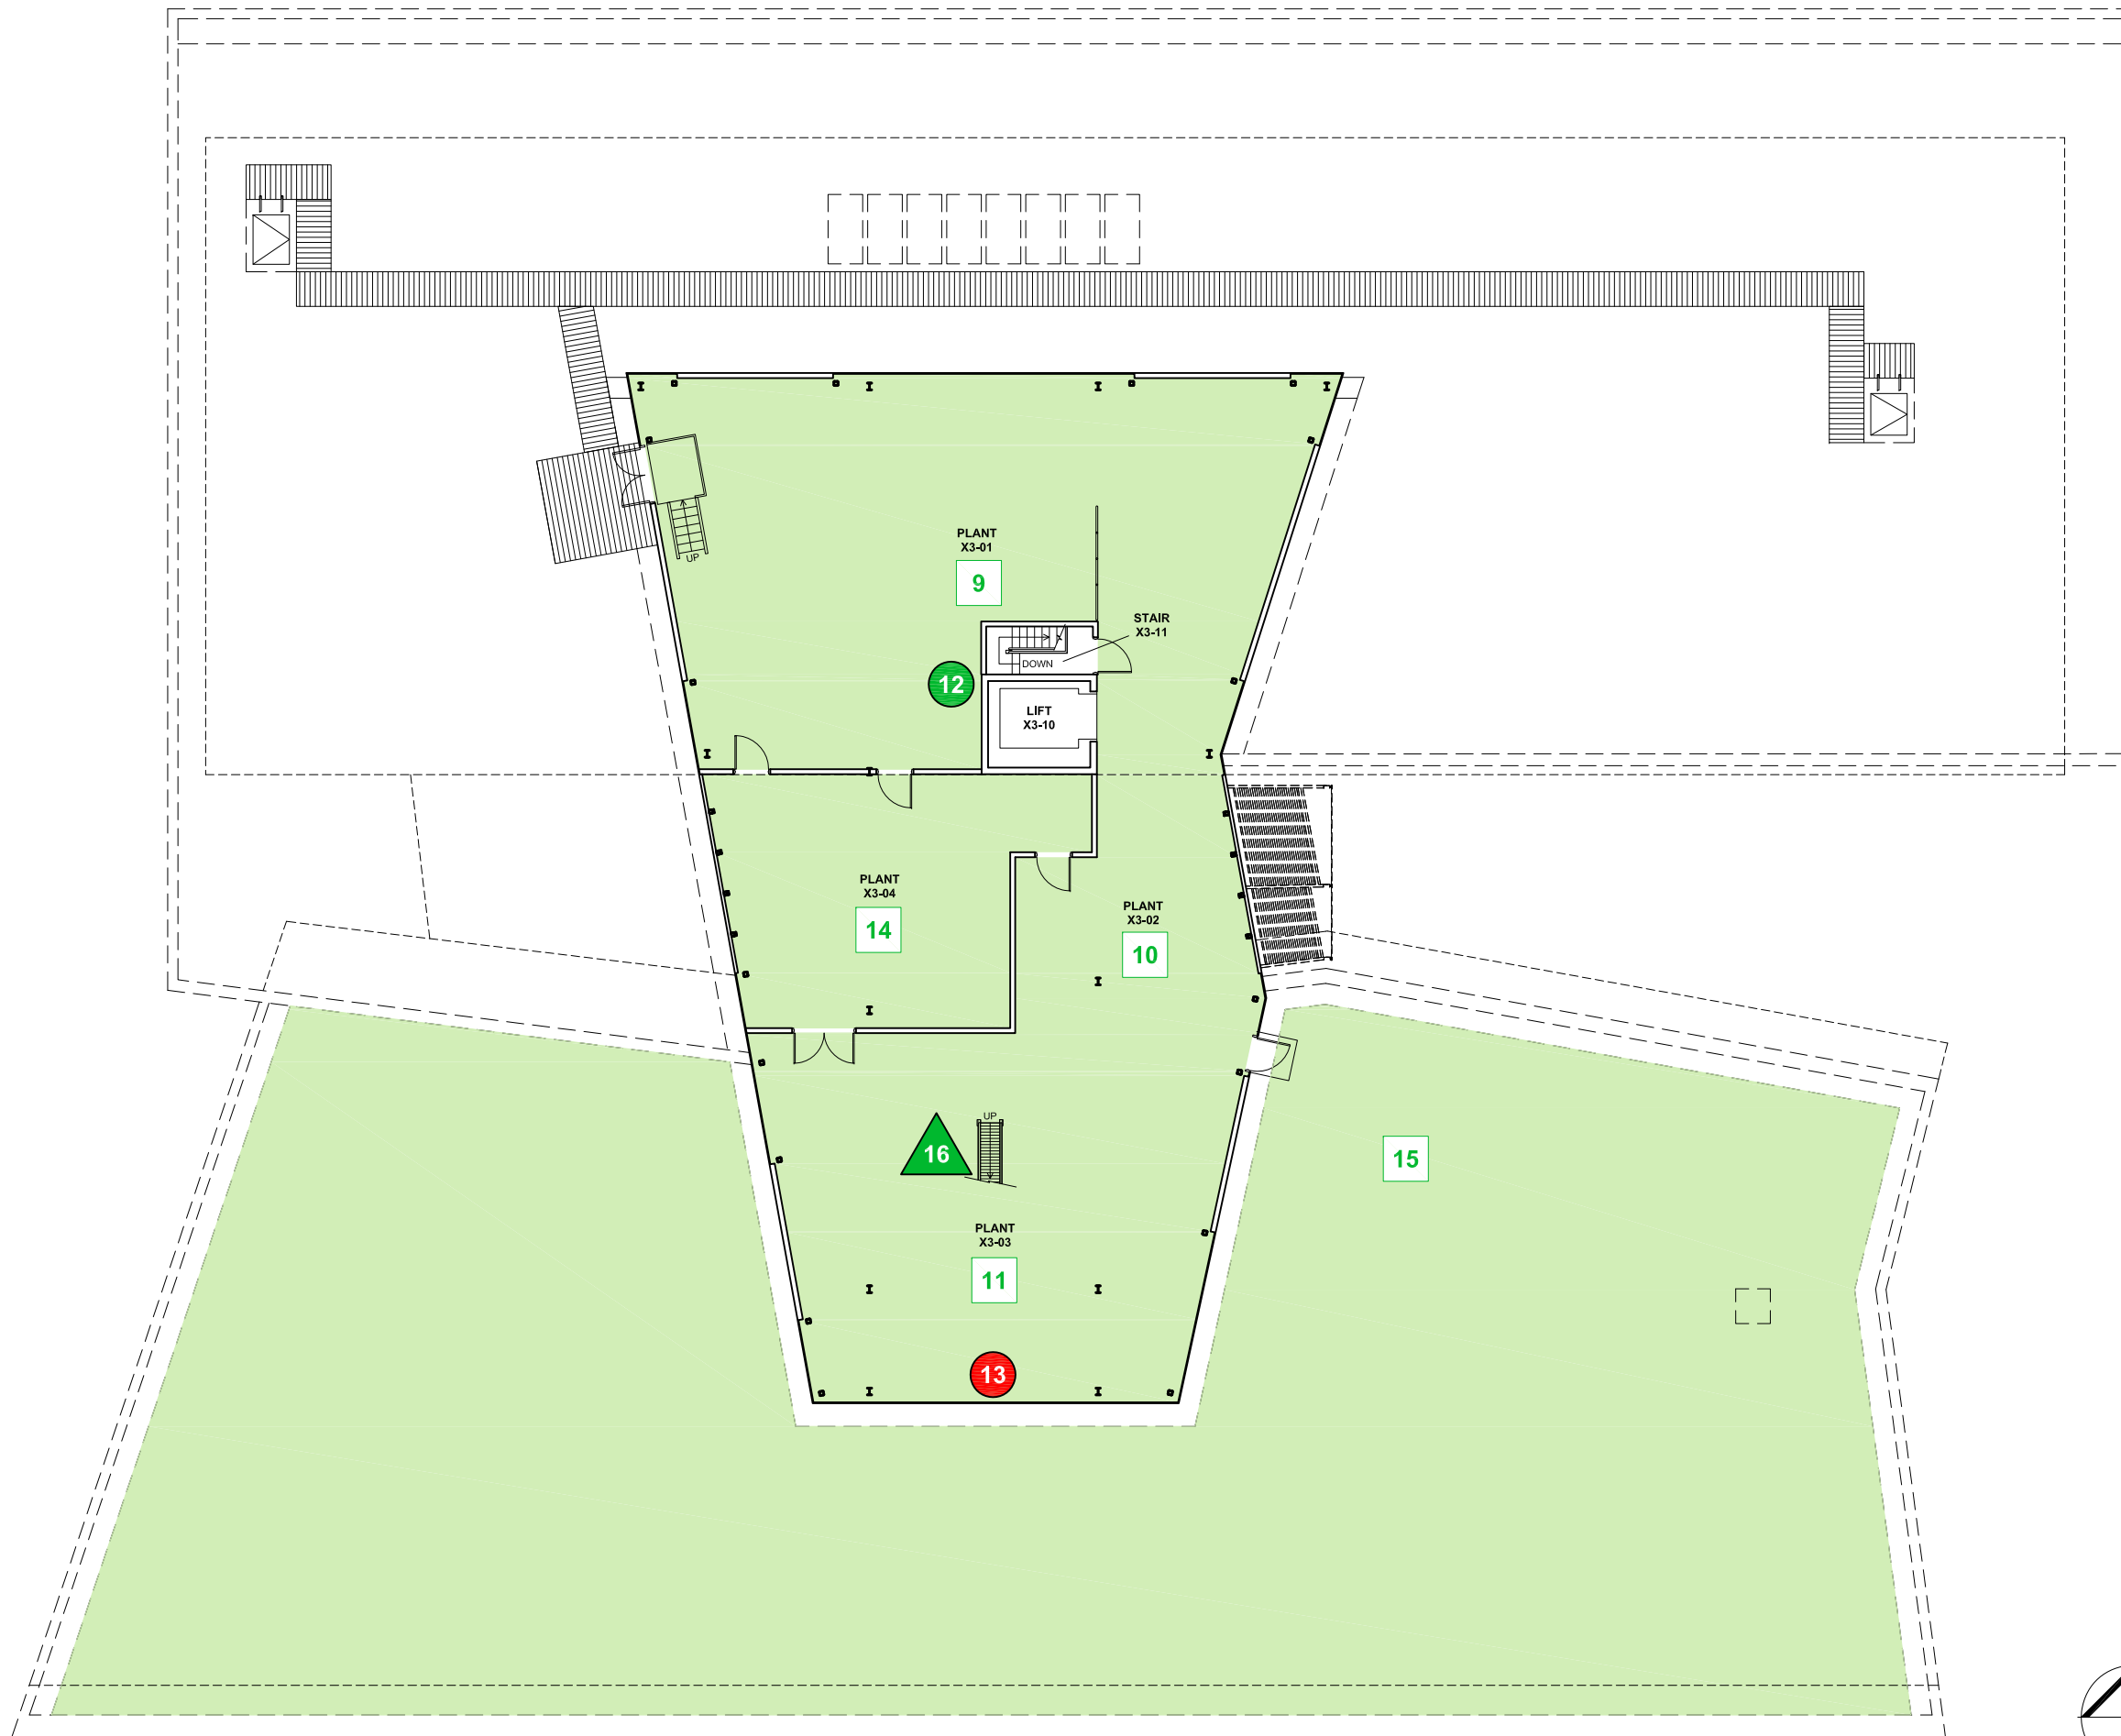 PLANT
X3-01
9
UP
STAIR
X3-11
DOWN
12
LIFT
X3-10
PLANT
X3-04
14
PLANT
X3-02
10
UP
16
15
PLANT
X3-03
11
13